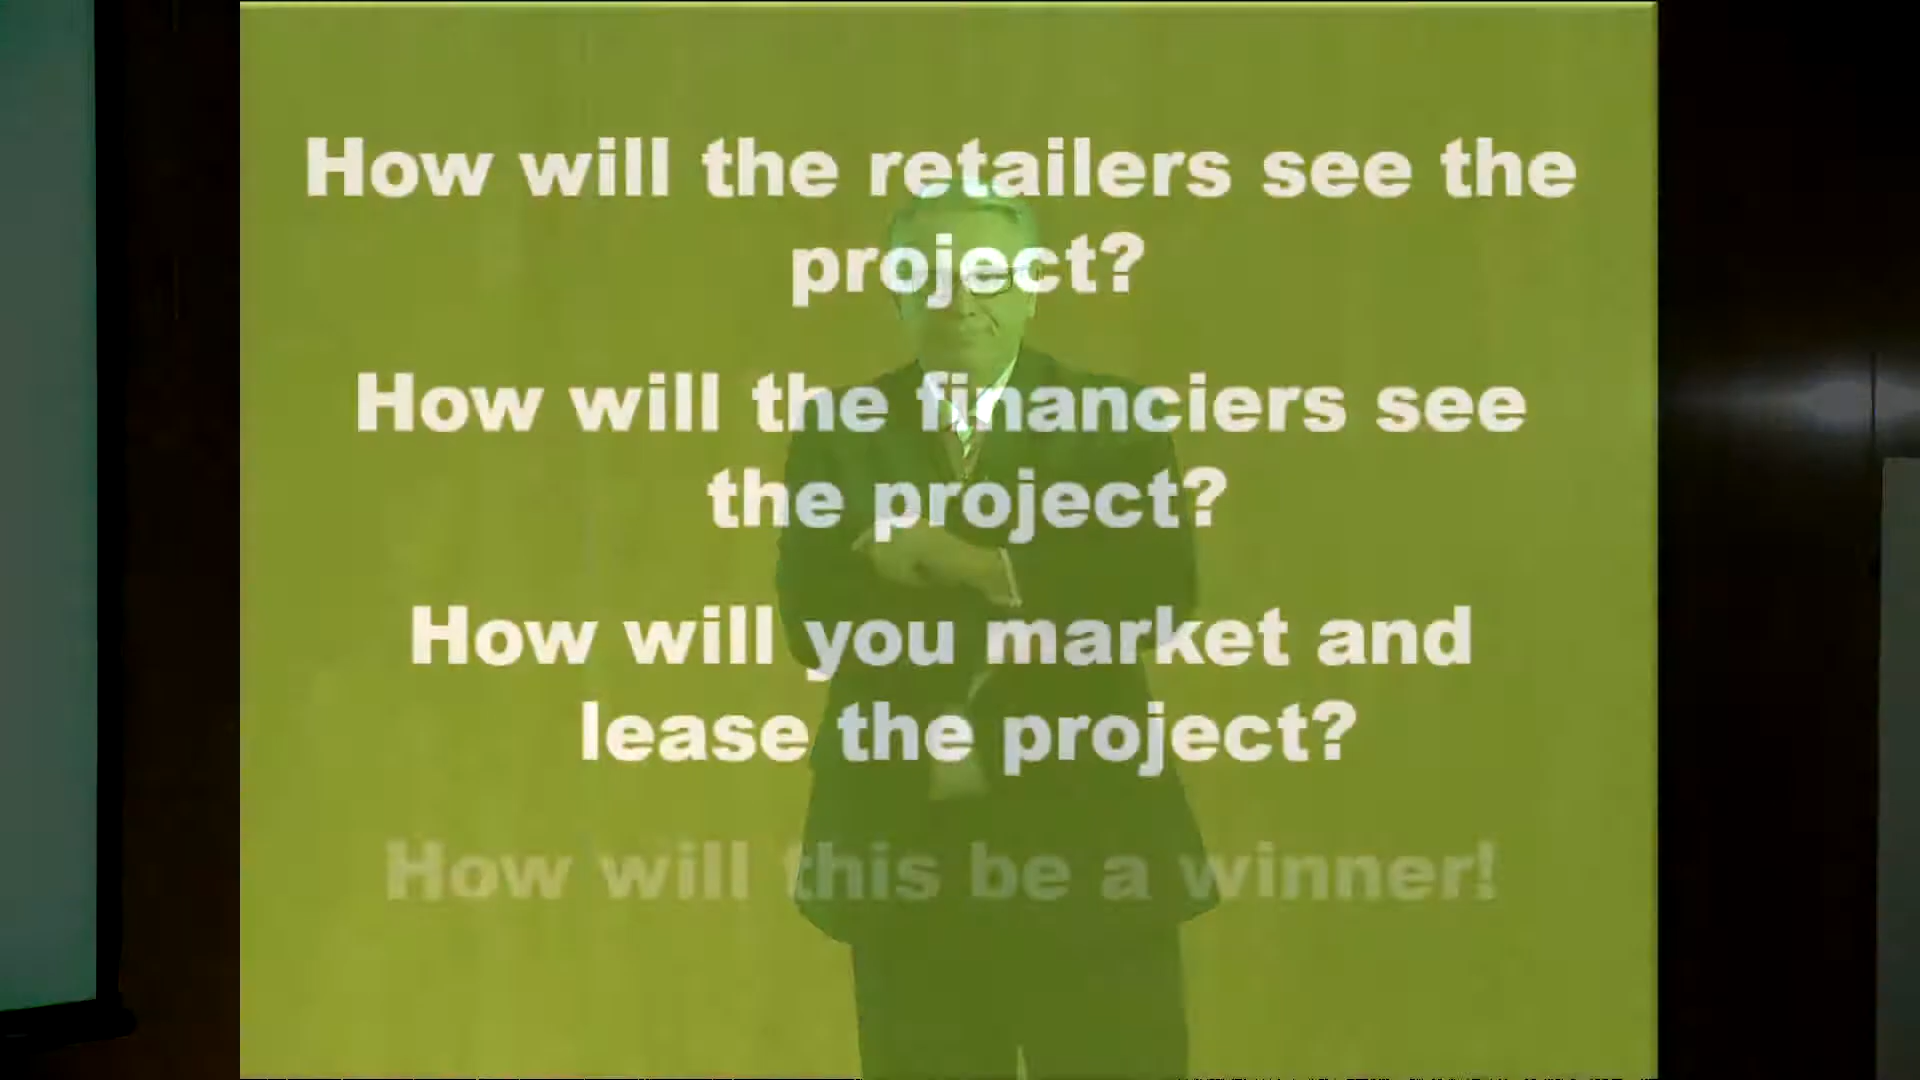 How will the retailers see the
project?
How will the financiers see
the project?
How will you market and
lease the project?
How will this be a winner!